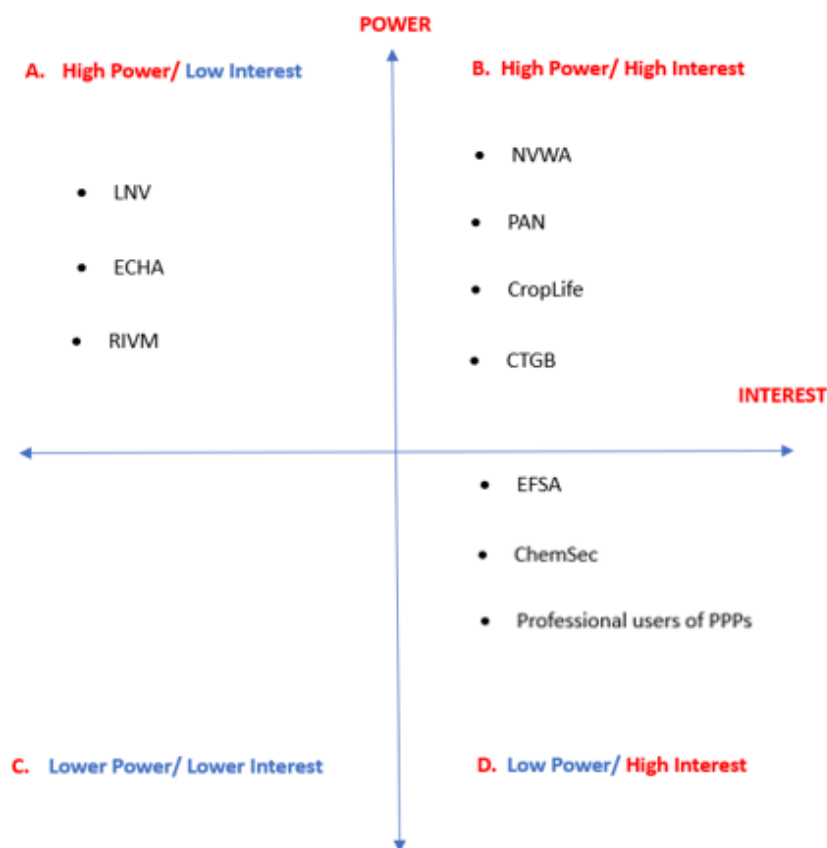 POWER
A. High Power/ Low Interest
B. High Power/ High Interest
• LNV
• ECHA
• RIVM
• NVWA
• PAN
• CropLife
• CTGB
INTEREST
• EFSA
• ChemSec
• Professional users of PPPs
C. Lower Power/ Lower Interest
D. Low Power/ High Interest